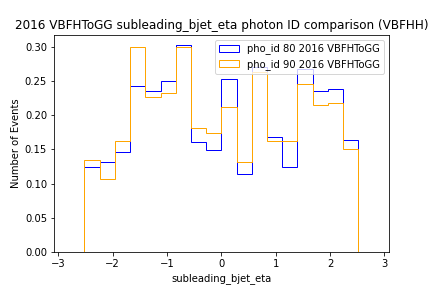 2016 VBFHToGG subleading_bjet_eta photon ID comparison (VBFHH)
pho_id 80 2016 VBFHToGG
pho_id 90 2016 VBFHToGG
Number of Events
0.30
0.25
0.20
0.15
0.10
0.05
0.00
−3 −2 −1 0 1 2 3
subleading_bjet_eta